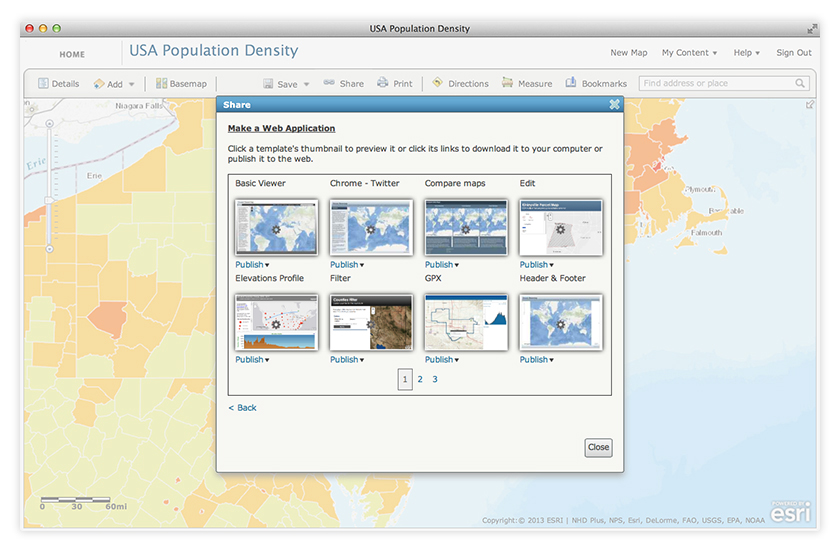 USA Population Density
HOME
USA Population Density
New Map
My Content
Help
Sign Out
Details
Add
Basemap
Save
Share
Print
Directions
Measure
Bookmarks
Find address or place
Niagara Falls
Erie
Erie
Plymouth
Falmouth
Share
Make a Web Application
Click a template's thumbnail to preview it or click its links to download it to your computer or
publish it to the web.
Basic Viewer
Chrome - Twitter
Compare maps
Edit
Publish
Publish
Publish
Publish
Elevations Profile
Filter
GPX
Header & Footer
Publish
Publish
Publish
Publish
1 2 3
< Back
Close
0 30 60mi
Copyright:© 2013 ESRI | NHD Plus, NPS, Esri, DeLorme, FAO, USGS, EPA, NOAA
POWERED BY
esri